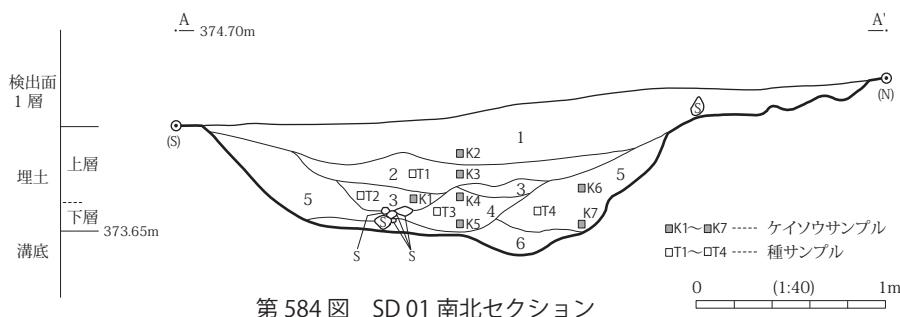 A
374.70m
A'
検出面
1 層
(S)
(N)
S
1
上層
埋土
下層
373.65m
溝底
K2
2
T1
K3
5
3
K6
T2
3
K1
K4
5
T3
4
T4
K5
K7
S
6
S
S
K1～K7 ----- ケイソウサンプル
T1～T4 ----- 種サンプル
0 (1:40) 1m
第 584 図 SD 01 南北セクション